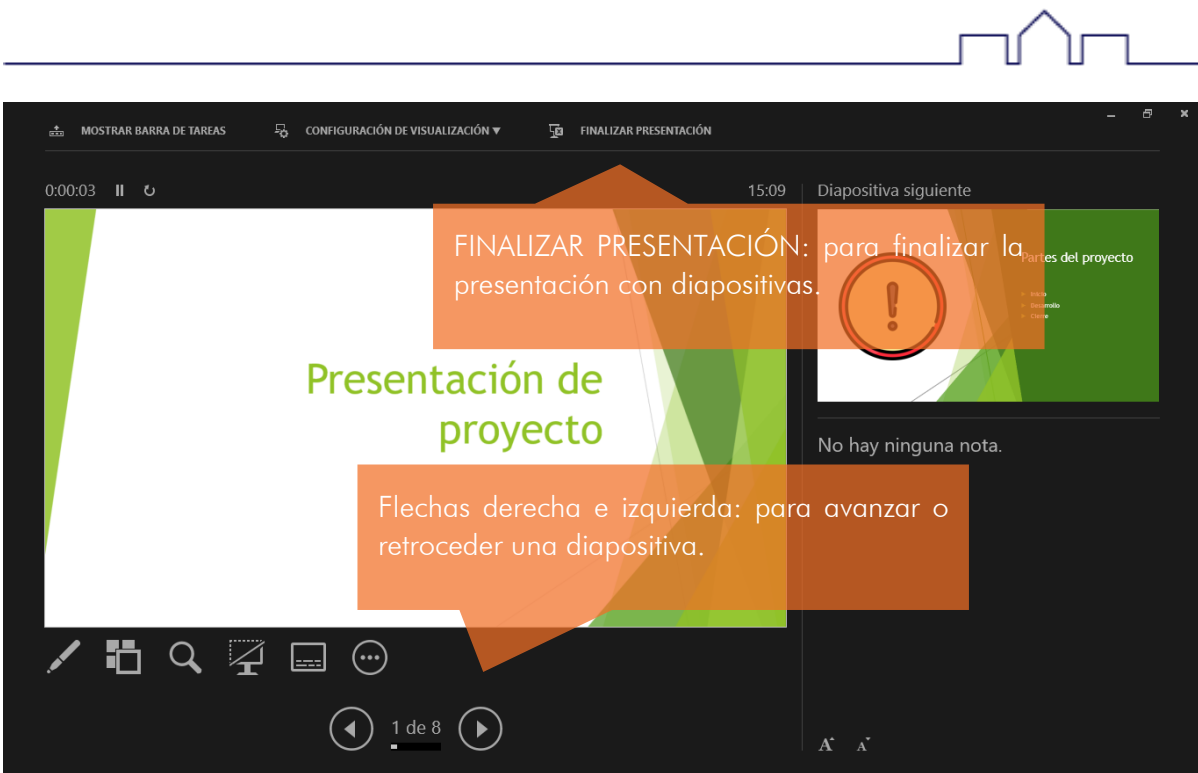 MOSTRAR BARRA DE TAREAS CONFIGURACIÓN DE VISUALIZACIÓN ▼ FINALIZAR PRESENTACIÓN
0:00:03 15:09
Diapositiva siguiente
FINALIZAR PRESENTACIÓN: para finalizar la
presentación con diapositivas.
Partes del proyecto
Inicio
Desarrollo
Cierre
Presentación de
proyecto
No hay ninguna nota.
Flechas derecha e izquierda: para avanzar o
retroceder una diapositiva.
1 de 8
A A